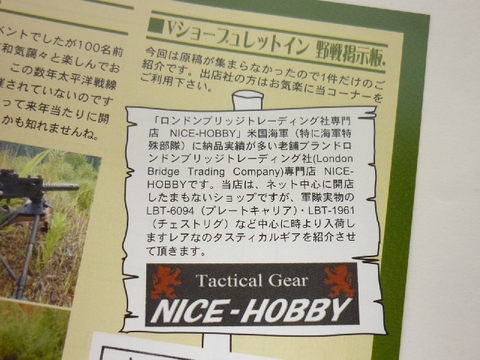 ベントでしたが100名前
和気藹々と楽しんでお
この数年太平洋戦線
催されていないのです
って来年当たりに開
かも知れませんね。
■Vショーブュレットイン 野戦掲示板.
今回は原稿が集まらなかったので1件だけのご
紹介です。出店社の方はお気楽に当コーナーを
ご利用下さい。
「ロンドンブリッジトレーディング社専門
店 NICE-HOBBY」米国海軍（特に海軍特
殊部隊）に納品実績が多い老舗ブランドロ
ンドンブリッジトレーディング社(London
Bridge Trading Company)専門店 NICE-
HOBBYです。当店は、ネット中心に開店
したまもないショップですが、軍隊実物の
LBT-6094（プレートキャリア）・LBT-1961
（チェストリグ）など中心に時より入荷し
ますレアなのタスティカルギアを紹介させ
て頂きます。
Tactical Gear
NICE-HOBBY